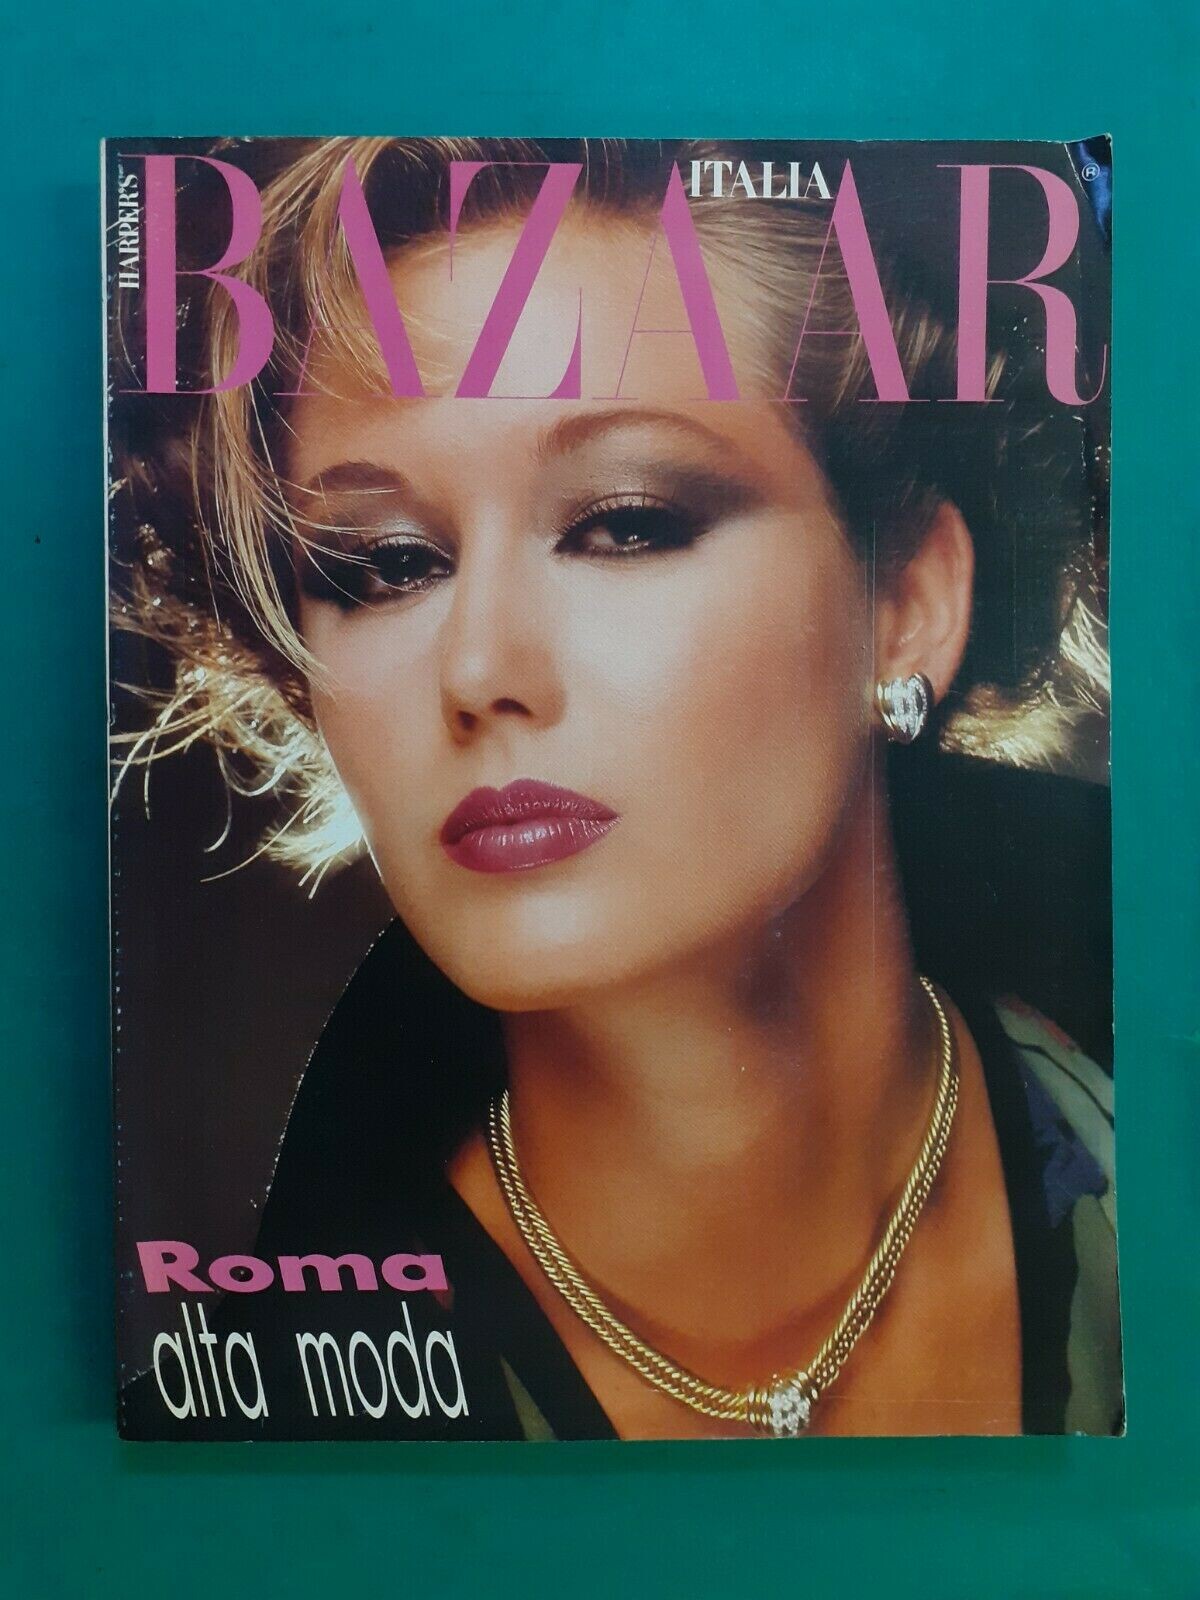 HARPER'S
BAZAAR
ITALIA
®
Roma
alta moda